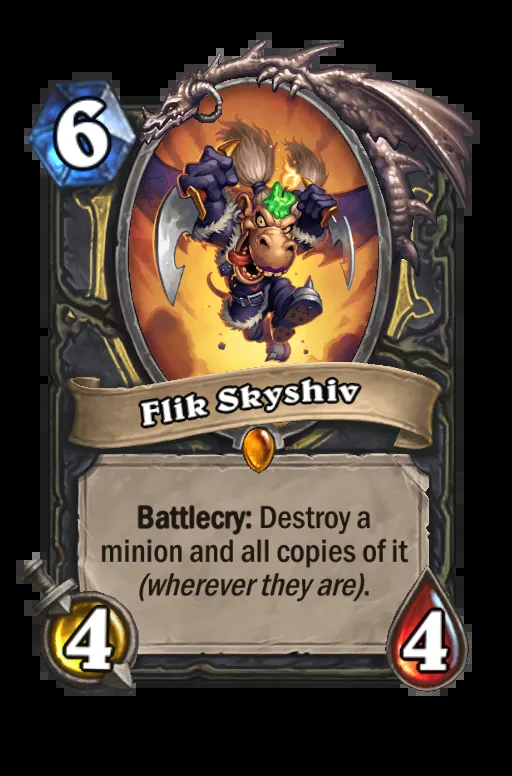 6
Flik Skyshiv
Battlecry: Destroy a
minion and all copies of it
(wherever they are).
4
4